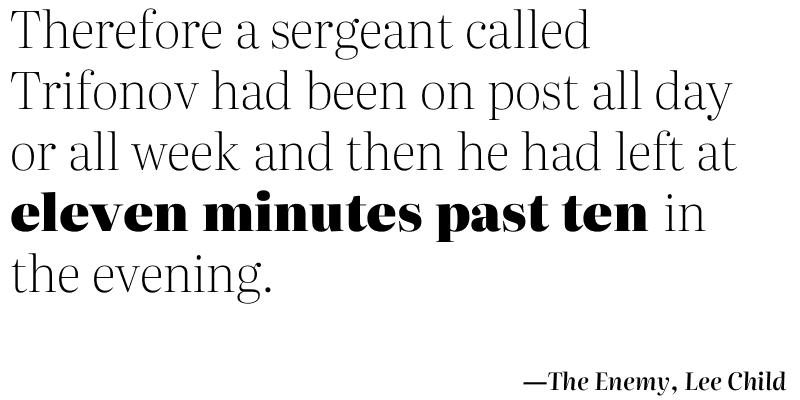 Therefore a sergeant called
Trifonov had been on post all day
or all week and then he had left at
eleven minutes past ten in
the evening.
—The Enemy, Lee Child